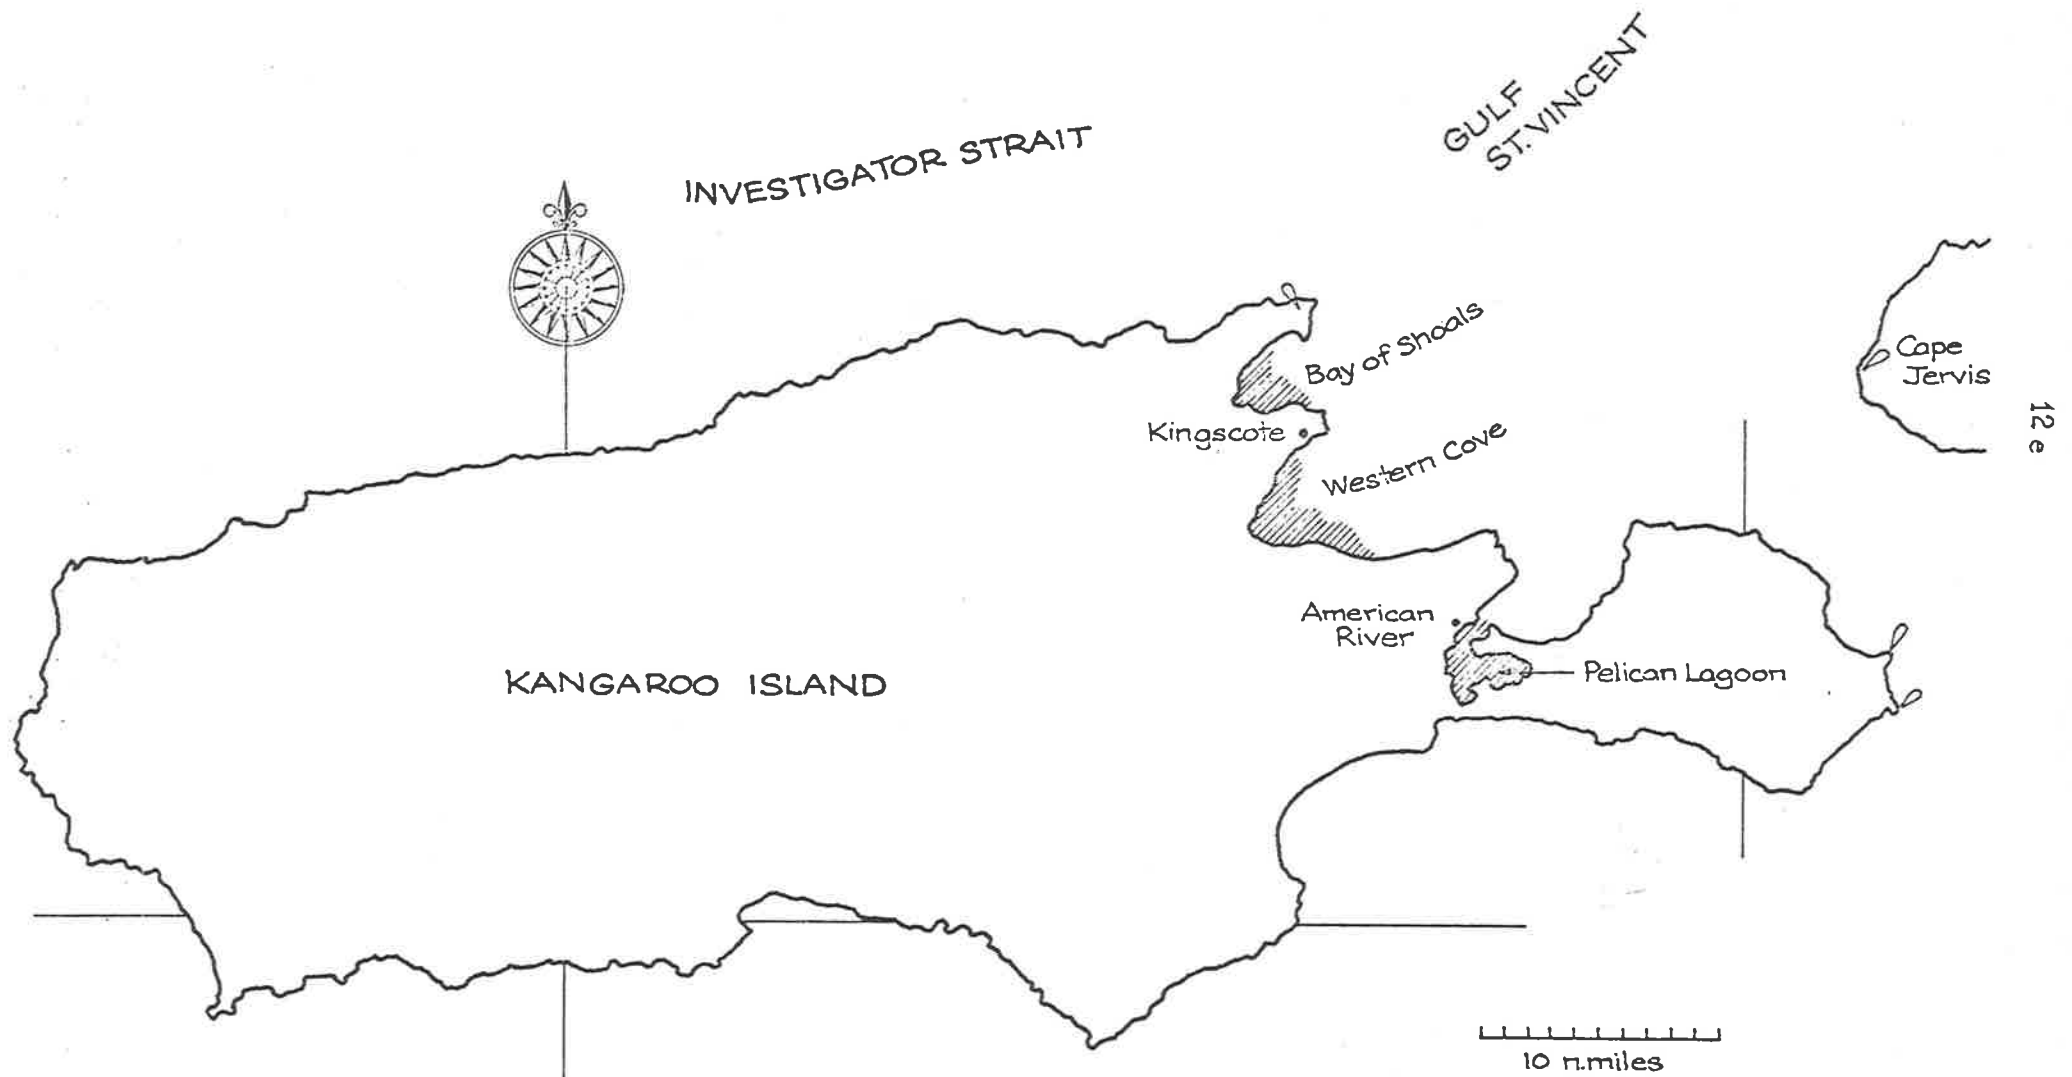 GULF
ST. VINCENT
INVESTIGATOR STRAIT
Bay of Shoals
Cape
Jervis
12e
Kingscote
Western Cove
American
River
Pelican Lagoon
KANGAROO ISLAND
10 n.miles